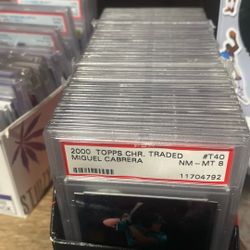 2000 TOPPS CHR. TRADED #T40
MIGUEL CABRERA NM - MT 8
11704792